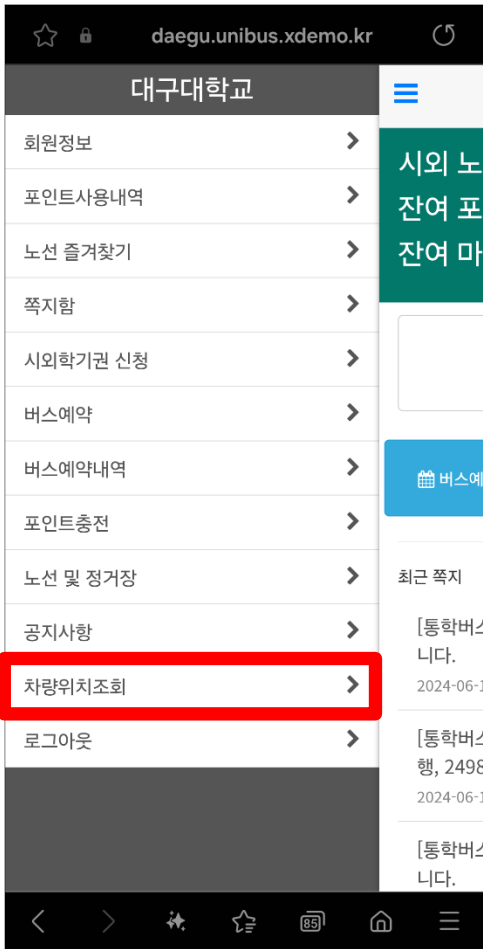 daegu.unibus.xdemo.kr
대구대학교
회원정보
포인트사용내역
노선 즐겨찾기
쪽지함
시외학기권 신청
버스예약
버스예약내역
포인트충전
노선 및 정거장
공지사항
차량위치조회
로그아웃
시외 노
잔여 포
잔여 마
버스예
최근 쪽지
[통학버스
니다.
2024-06-1
[통학버스
행, 2498
2024-06-1
[통학버스
니다.
85